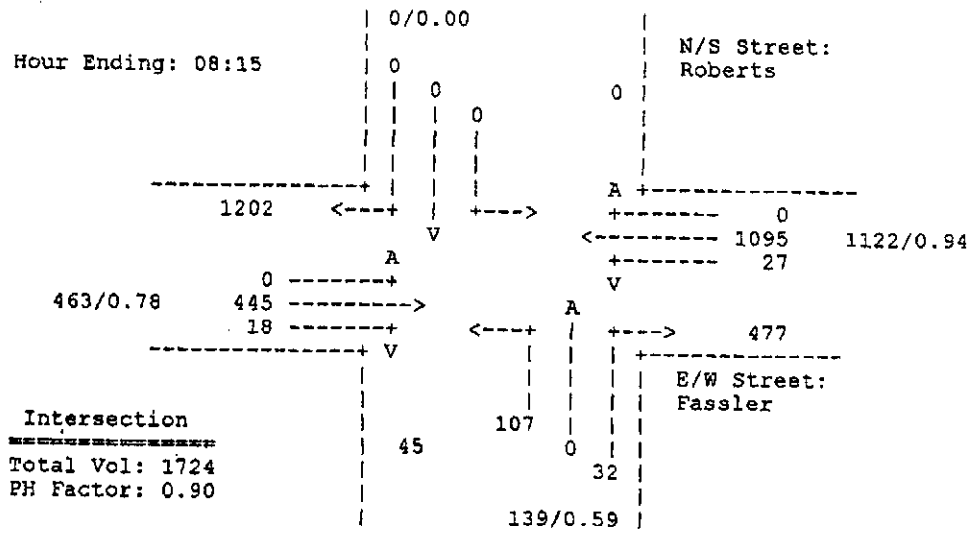 0/0.00
Hour Ending: 08:15
N/S Street:
Roberts
0
0
0
0
A
1202
0
V
1095
1122/0.94
A
27
0
V
463/0.78
445
A
18
477
V
E/W Street:
Fassler
107
Intersection
45
0
Total Vol: 1724
32
PH Factor: 0.90
139/0.59